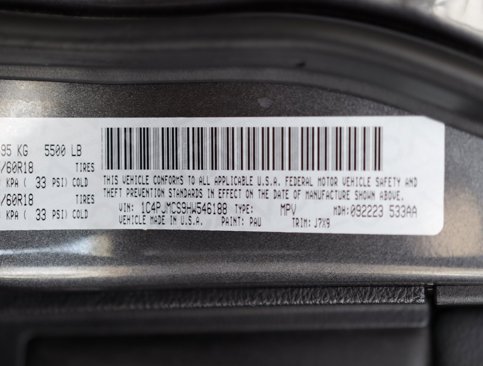 95 KG 5500 LB
/60R18 TIRES
KPA ( 33 PSI) COLD
/60R18 TIRES
KPA ( 33 PSI) COLD
THIS VEHICLE CONFORMS TO ALL APPLICABLE U.S.A. FEDERAL MOTOR VEHICLE SAFETY AND
THEFT PREVENTION STANDARDS IN EFFECT ON THE DATE OF MANUFACTURE SHOWN ABOVE.
VIN: 1C4PJMCS9HW546188 TYPE: MPV MDH:092223 533AA
VEHICLE MADE IN U.S.A. PAINT: PAU TRIM: J7X9